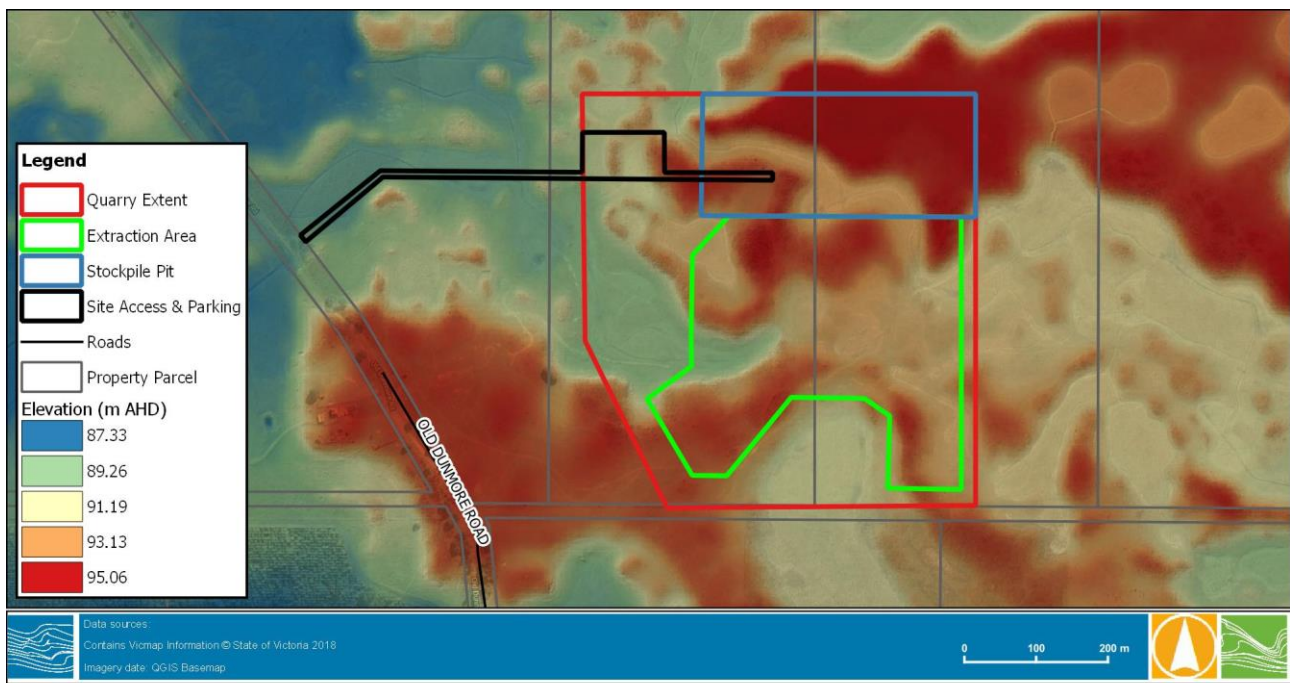 Legend
Quarry Extent
Extraction Area
Stockpile Pit
Site Access & Parking
Roads
Property Parcel
Elevation (m AHD)
87.33
89.26
91.19
93.13
95.06
OLD DUNMORE ROAD
Data sources:
Contains Vicmap Information © State of Victoria 2018
Imagery date: QGIS Basemap
0 100 200 m